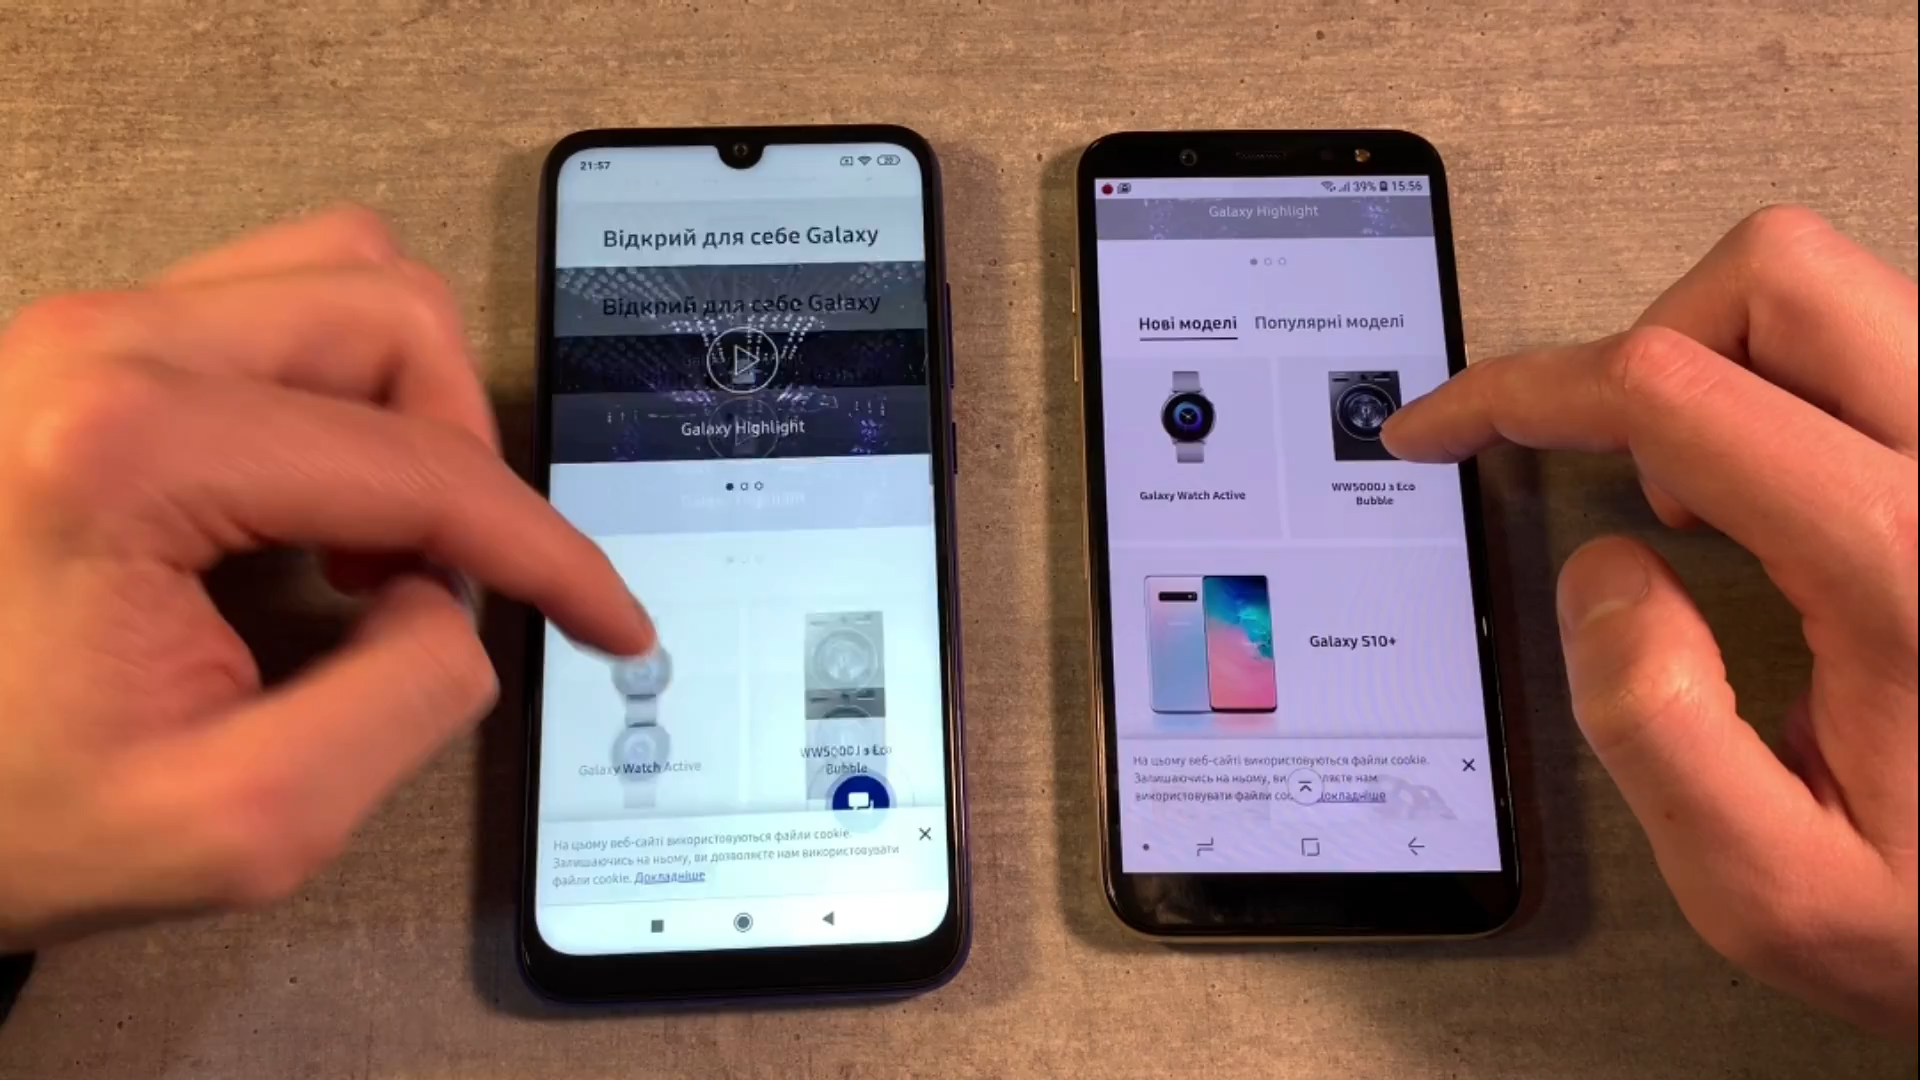 21:57
20
Відкрий для себе Galaxy
Відкрий для себе Galaxy
Galaxy Highlight
Galaxy Watch Active
WW5000J з Eco
Bubble
На цьому веб-сайті використовуються файли cookie.
Залишаючись на ньому, ви дозволяєте нам використовувати
файли cookie. Докладніше
39% 15:56
Galaxy Highlight
Нові моделі Популярні моделі
Galaxy Watch Active
WW5000J з Eco
Bubble
Galaxy S10+
На цьому веб-сайті використовуються файли cookie.
Залишаючись на ньому, ви нам
використовувати файли Докладніше